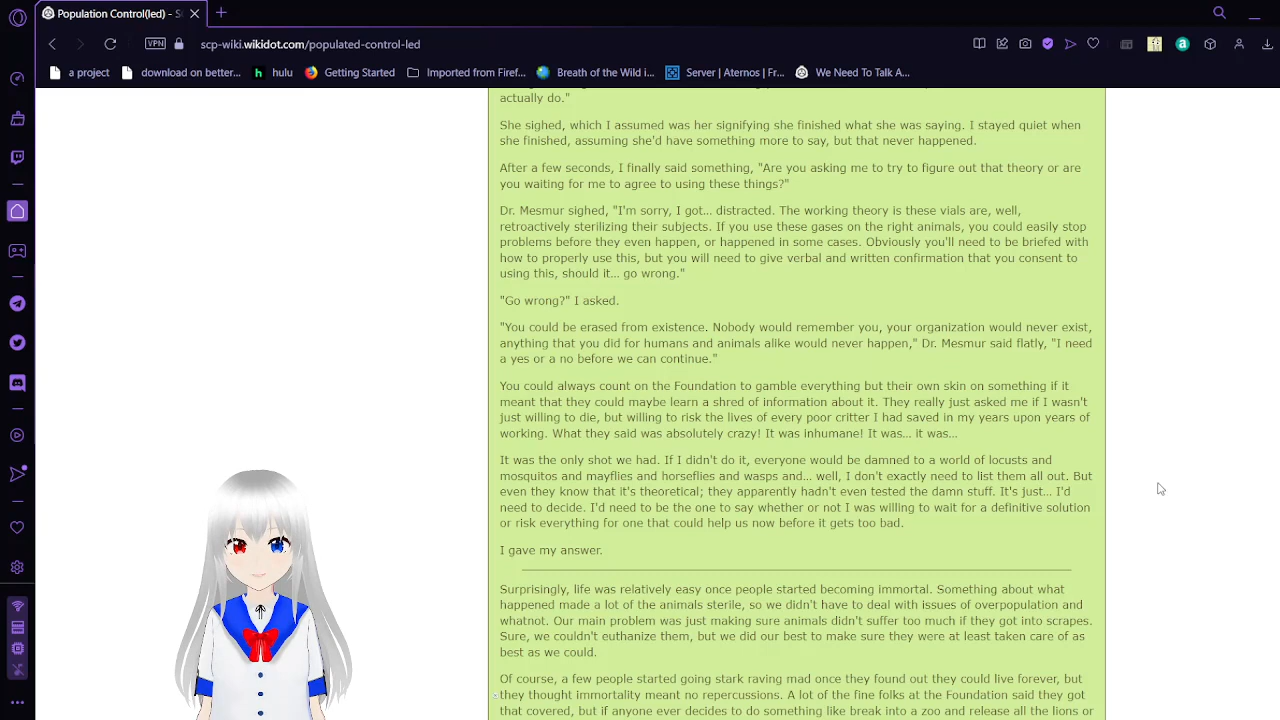 Population Control(led) - S
scp-wiki.wikidot.com/populated-control-led
VPN
a project
download on better...
hulu
Getting Started
Imported from Firef...
Breath of the Wild i...
Server | Aternos | Fr...
We Need To Talk A...
actually do."
She sighed, which I assumed was her signifying she finished what she was saying. I stayed quiet when
she finished, assuming she'd have something more to say, but that never happened.
After a few seconds, I finally said something, "Are you asking me to try to figure out that theory or are
you waiting for me to agree to using these things?"
Dr. Mesmur sighed, "I'm sorry, I got… distracted. The working theory is these vials are, well,
retroactively sterilizing their subjects. If you use these gases on the right animals, you could easily stop
problems before they even happen, or happened in some cases. Obviously you'll need to be briefed with
how to properly use this, but you will need to give verbal and written confirmation that you consent to
using this, should it… go wrong."
"Go wrong?" I asked.
"You could be erased from existence. Nobody would remember you, your organization would never exist,
anything that you did for humans and animals alike would never happen," Dr. Mesmur said flatly, "I need
a yes or a no before we can continue."
You could always count on the Foundation to gamble everything but their own skin on something if it
meant that they could maybe learn a shred of information about it. They really just asked me if I wasn't
just willing to die, but willing to risk the lives of every poor critter I had saved in my years upon years of
working. What they said was absolutely crazy! It was inhumane! It was… it was…
It was the only shot we had. If I didn't do it, everyone would be damned to a world of locusts and
mosquitos and mayflies and horseflies and wasps and… well, I don't exactly need to list them all out. But
even they know that it's theoretical; they apparently hadn't even tested the damn stuff. It's just… I'd
need to decide. I'd need to be the one to say whether or not I was willing to wait for a definitive solution
or risk everything for one that could help us now before it gets too bad.
I gave my answer.
Surprisingly, life was relatively easy once people started becoming immortal. Something about what
happened made a lot of the animals sterile, so we didn't have to deal with issues of overpopulation and
whatnot. Our main problem was just making sure animals didn't suffer too much if they got into scrapes.
Sure, we couldn't euthanize them, but we did our best to make sure they were at least taken care of as
best as we could.
Of course, a few people started going stark raving mad once they found out they could live forever, but
they thought immortality meant no repercussions. A lot of the fine folks at the Foundation said they got
that covered, but if anyone ever decides to do something like break into a zoo and release all the lions or